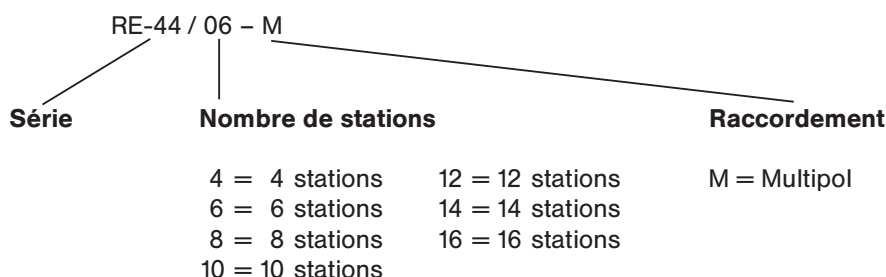 RE-44 / 06 – M
Série Nombre de stations Raccordement
4 = 4 stations 12 = 12 stations M = Multipol
6 = 6 stations 14 = 14 stations
8 = 8 stations 16 = 16 stations
10 = 10 stations